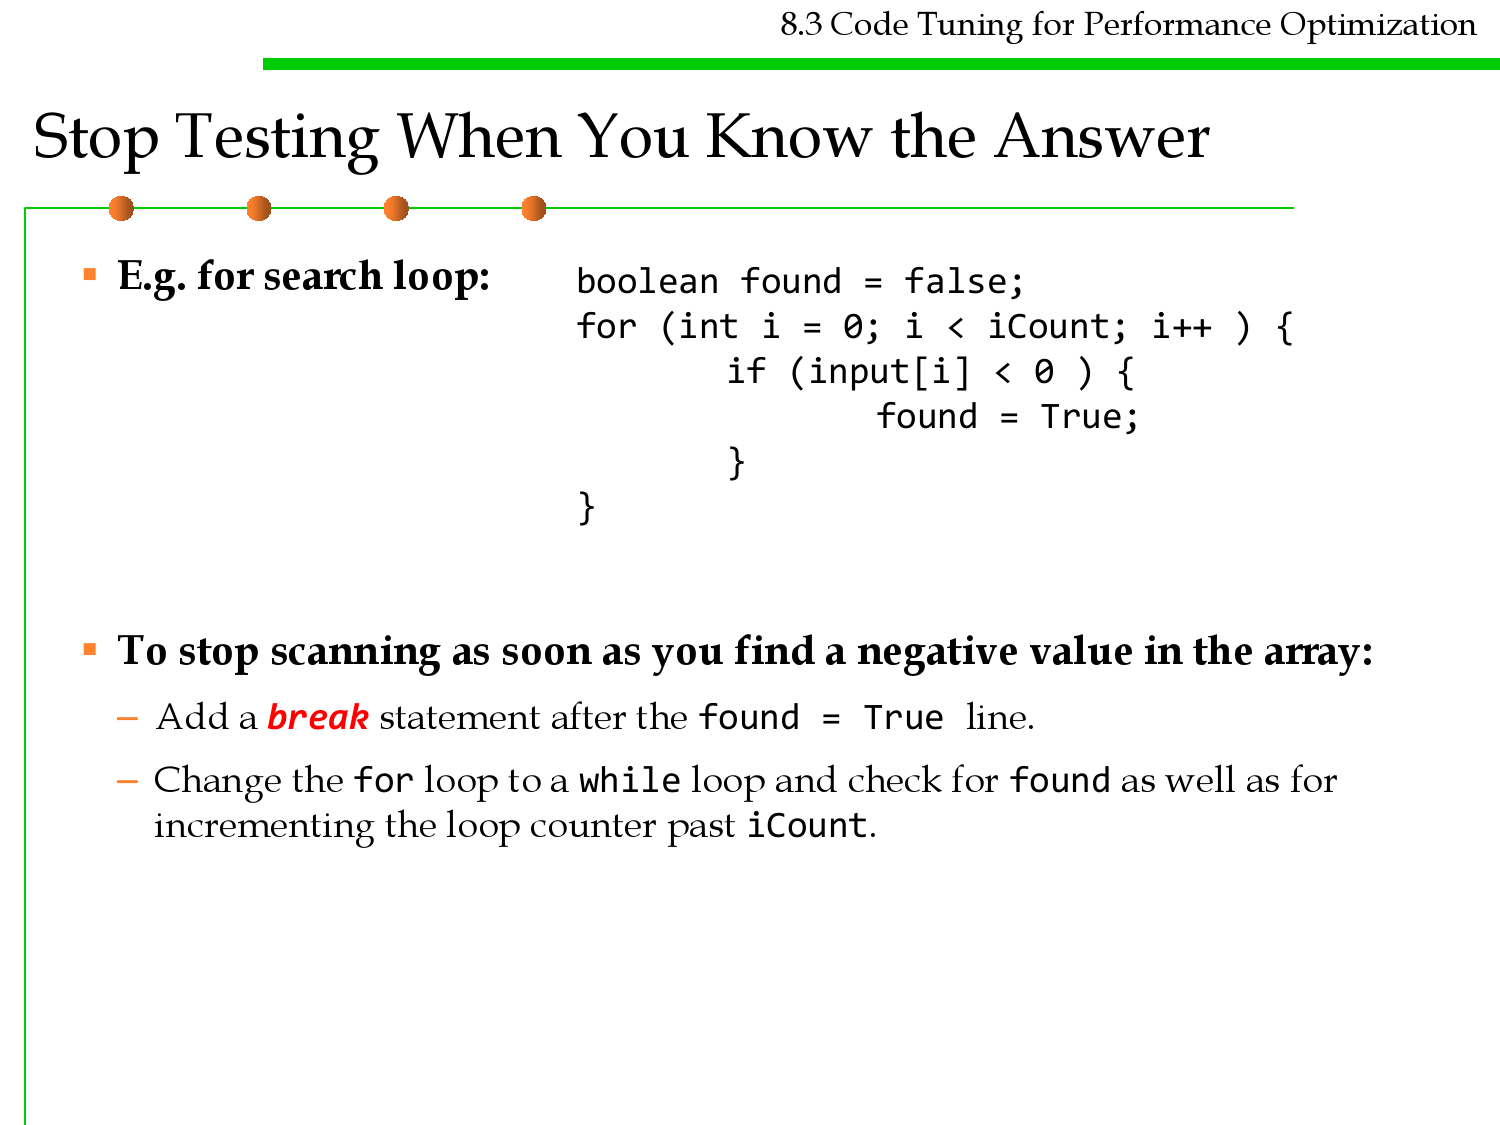 8.3 Code Tuning for Performance Optimization
Stop Testing When You Know the Answer
▪ E.g. for search loop:
boolean found = false;
for (int i = 0; i < iCount; i++ ) {
if (input[i] < 0 ) {
found = True;
}
}
▪ To stop scanning as soon as you find a negative value in the array:
– Add a break statement after the found = True line.
– Change the for loop to a while loop and check for found as well as for
incrementing the loop counter past iCount.